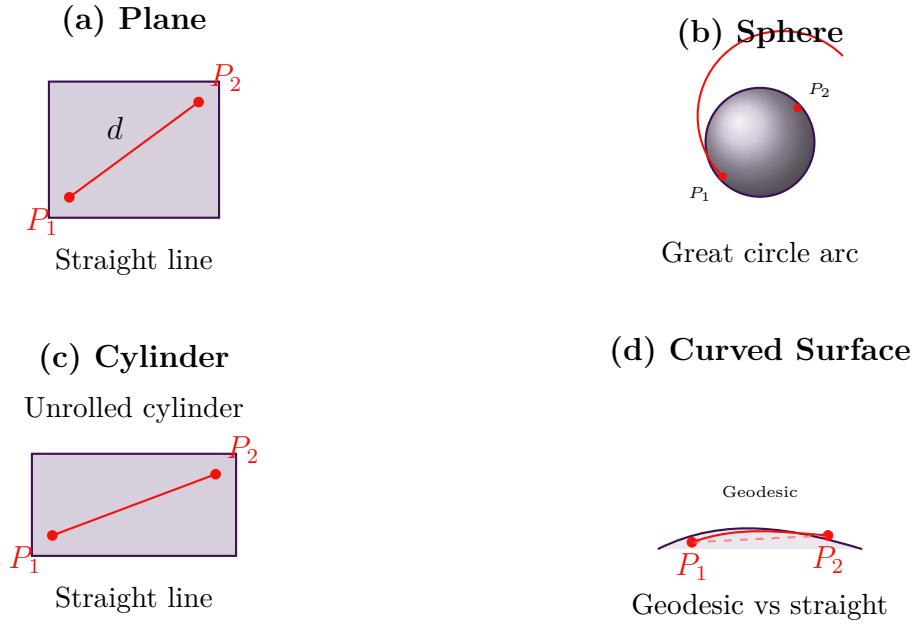 (a) Plane
P₂
d
P₁
Straight line
(b) Sphere
P₂
P₁
Great circle arc
(c) Cylinder
Unrolled cylinder
P₂
P₁
Straight line
(d) Curved Surface
Geodesic
P₁ P₂
Geodesic vs straight